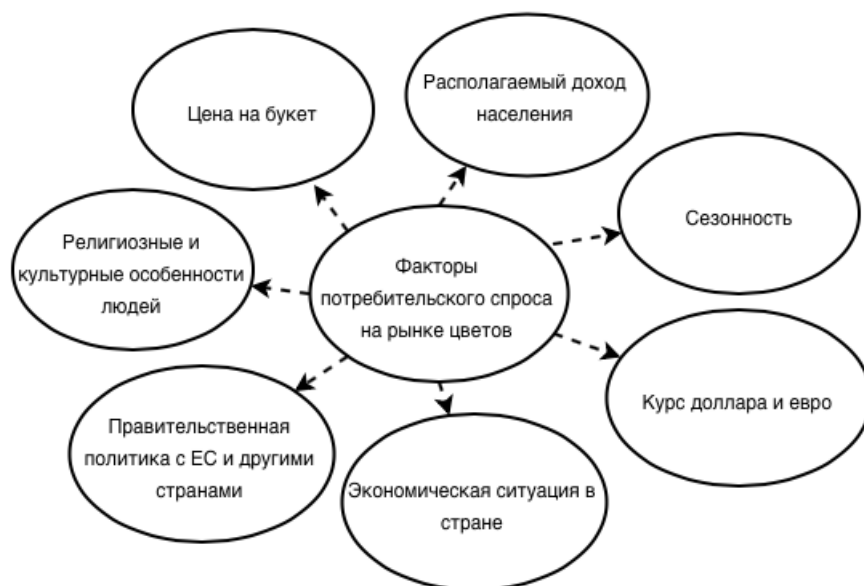 Располагаемый доход
населения
Цена на букет
Сезонность
Религиозные и
культурные особенности
людей
Факторы
потребительского спроса
на рынке цветов
Курс доллара и евро
Правительственная
политика с ЕС и другими
странами
Экономическая ситуация в
стране